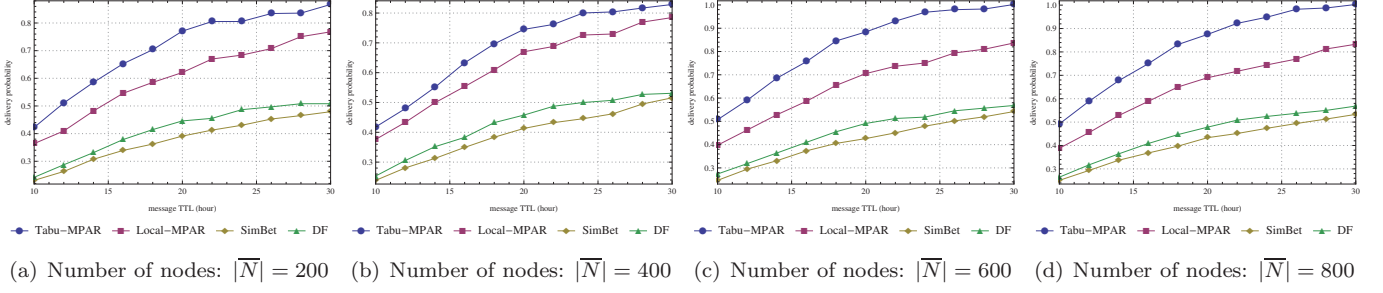 0.8
0.7
0.6
0.5
0.4
0.3
delivery probability
10 15 20 25 30
message TTL (hour)
Tabu−MPAR Local−MPAR SimBet DF
(a) Number of nodes: |N̅| = 200
0.8
0.7
0.6
0.5
0.4
0.3
delivery probability
10 15 20 25 30
message TTL (hour)
Tabu−MPAR Local−MPAR SimBet DF
(b) Number of nodes: |N̅| = 400
1.0
0.9
0.8
0.7
0.6
0.5
0.4
0.3
delivery probability
10 15 20 25 30
message TTL (hour)
Tabu−MPAR Local−MPAR SimBet DF
(c) Number of nodes: |N̅| = 600
1.0
0.9
0.8
0.7
0.6
0.5
0.4
0.3
delivery probability
10 15 20 25 30
message TTL (hour)
Tabu−MPAR Local−MPAR SimBet DF
(d) Number of nodes: |N̅| = 800